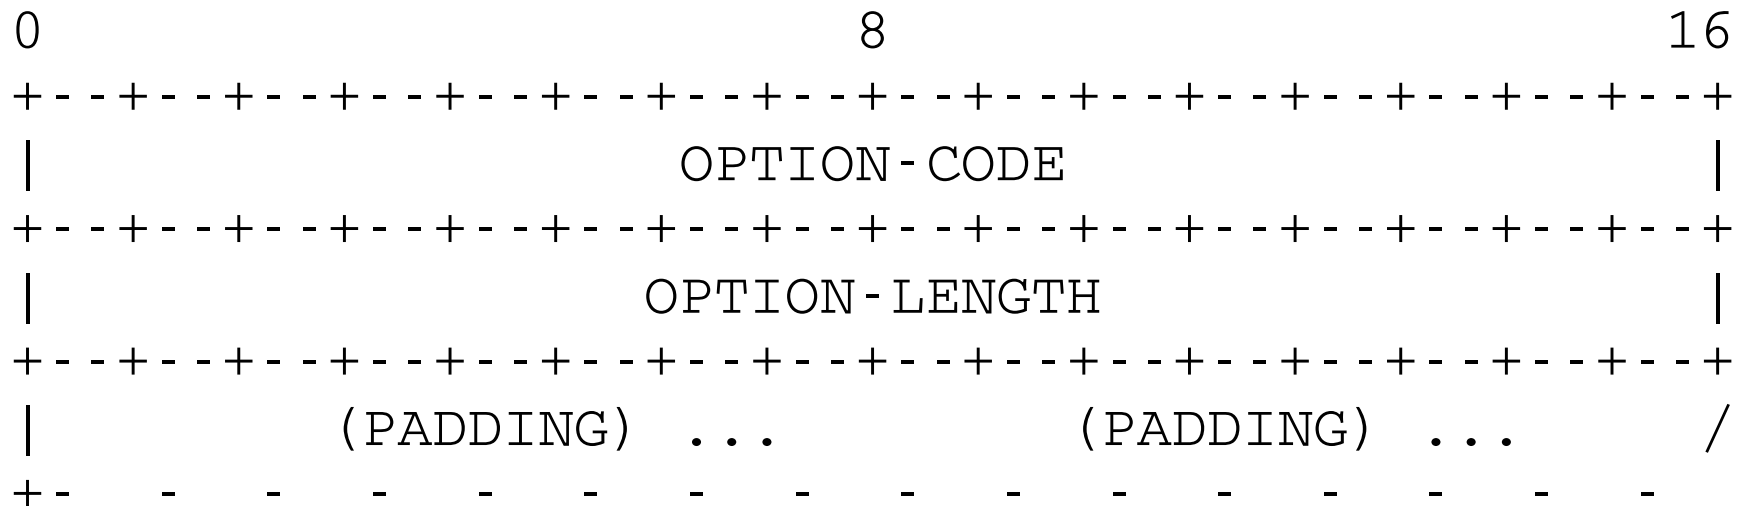 0                       8                      16
+--+--+--+--+--+--+--+--+--+--+--+--+--+--+--+--+
|                  OPTION-CODE                  |
+--+--+--+--+--+--+--+--+--+--+--+--+--+--+--+--+
|                 OPTION-LENGTH                 |
+--+--+--+--+--+--+--+--+--+--+--+--+--+--+--+--+
|        (PADDING) ...        (PADDING) ...     /
+-  -  -  -  -  -  -  -  -  -  -  -  -  -  -  -